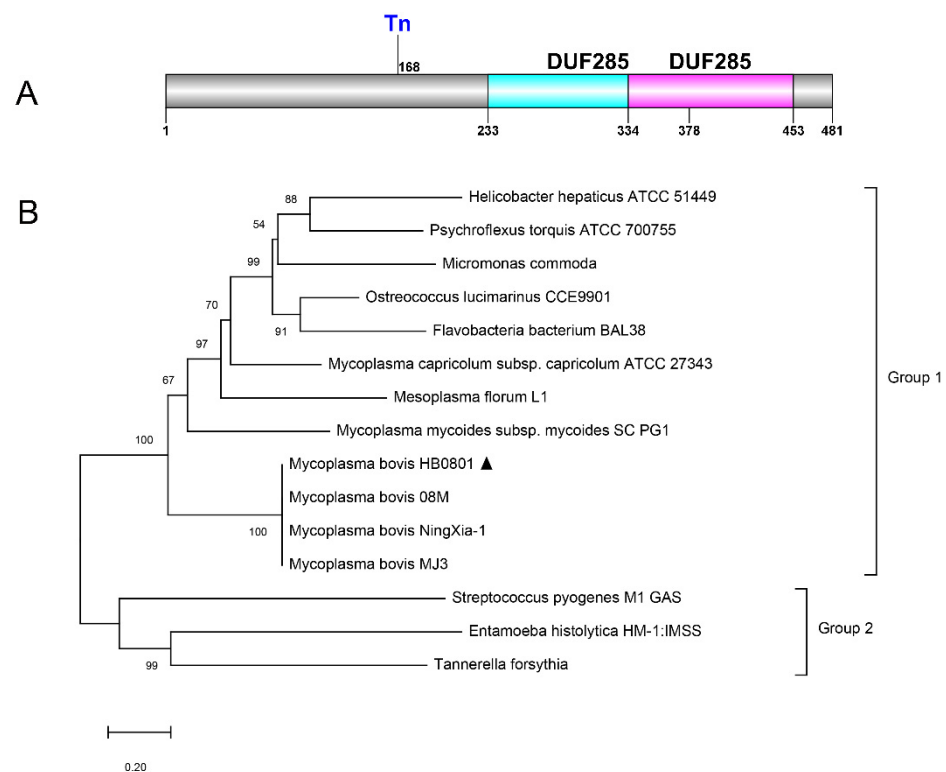 Tn
168
DUF285 DUF285
A
1 233 334 378 453 481
B
88 Helicobacter hepaticus ATCC 51449
Psychroflexus torquis ATCC 700755
54
Micromonas commoda
99
Ostreococcus lucimarinus CCE9901
91 Flavobacteria bacterium BAL38
70
Mycoplasma capricolum subsp. capricolum ATCC 27343
97
Mesoplasma florum L1
67
Mycoplasma mycoides subsp. mycoides SC PG1
100
Mycoplasma bovis HB0801
Mycoplasma bovis 08M
100 Mycoplasma bovis NingXia-1
Mycoplasma bovis MJ3
Group 1
Streptococcus pyogenes M1 GAS
Entamoeba histolytica HM-1:IMSS
99 Tannerella forsythia
Group 2
0.20